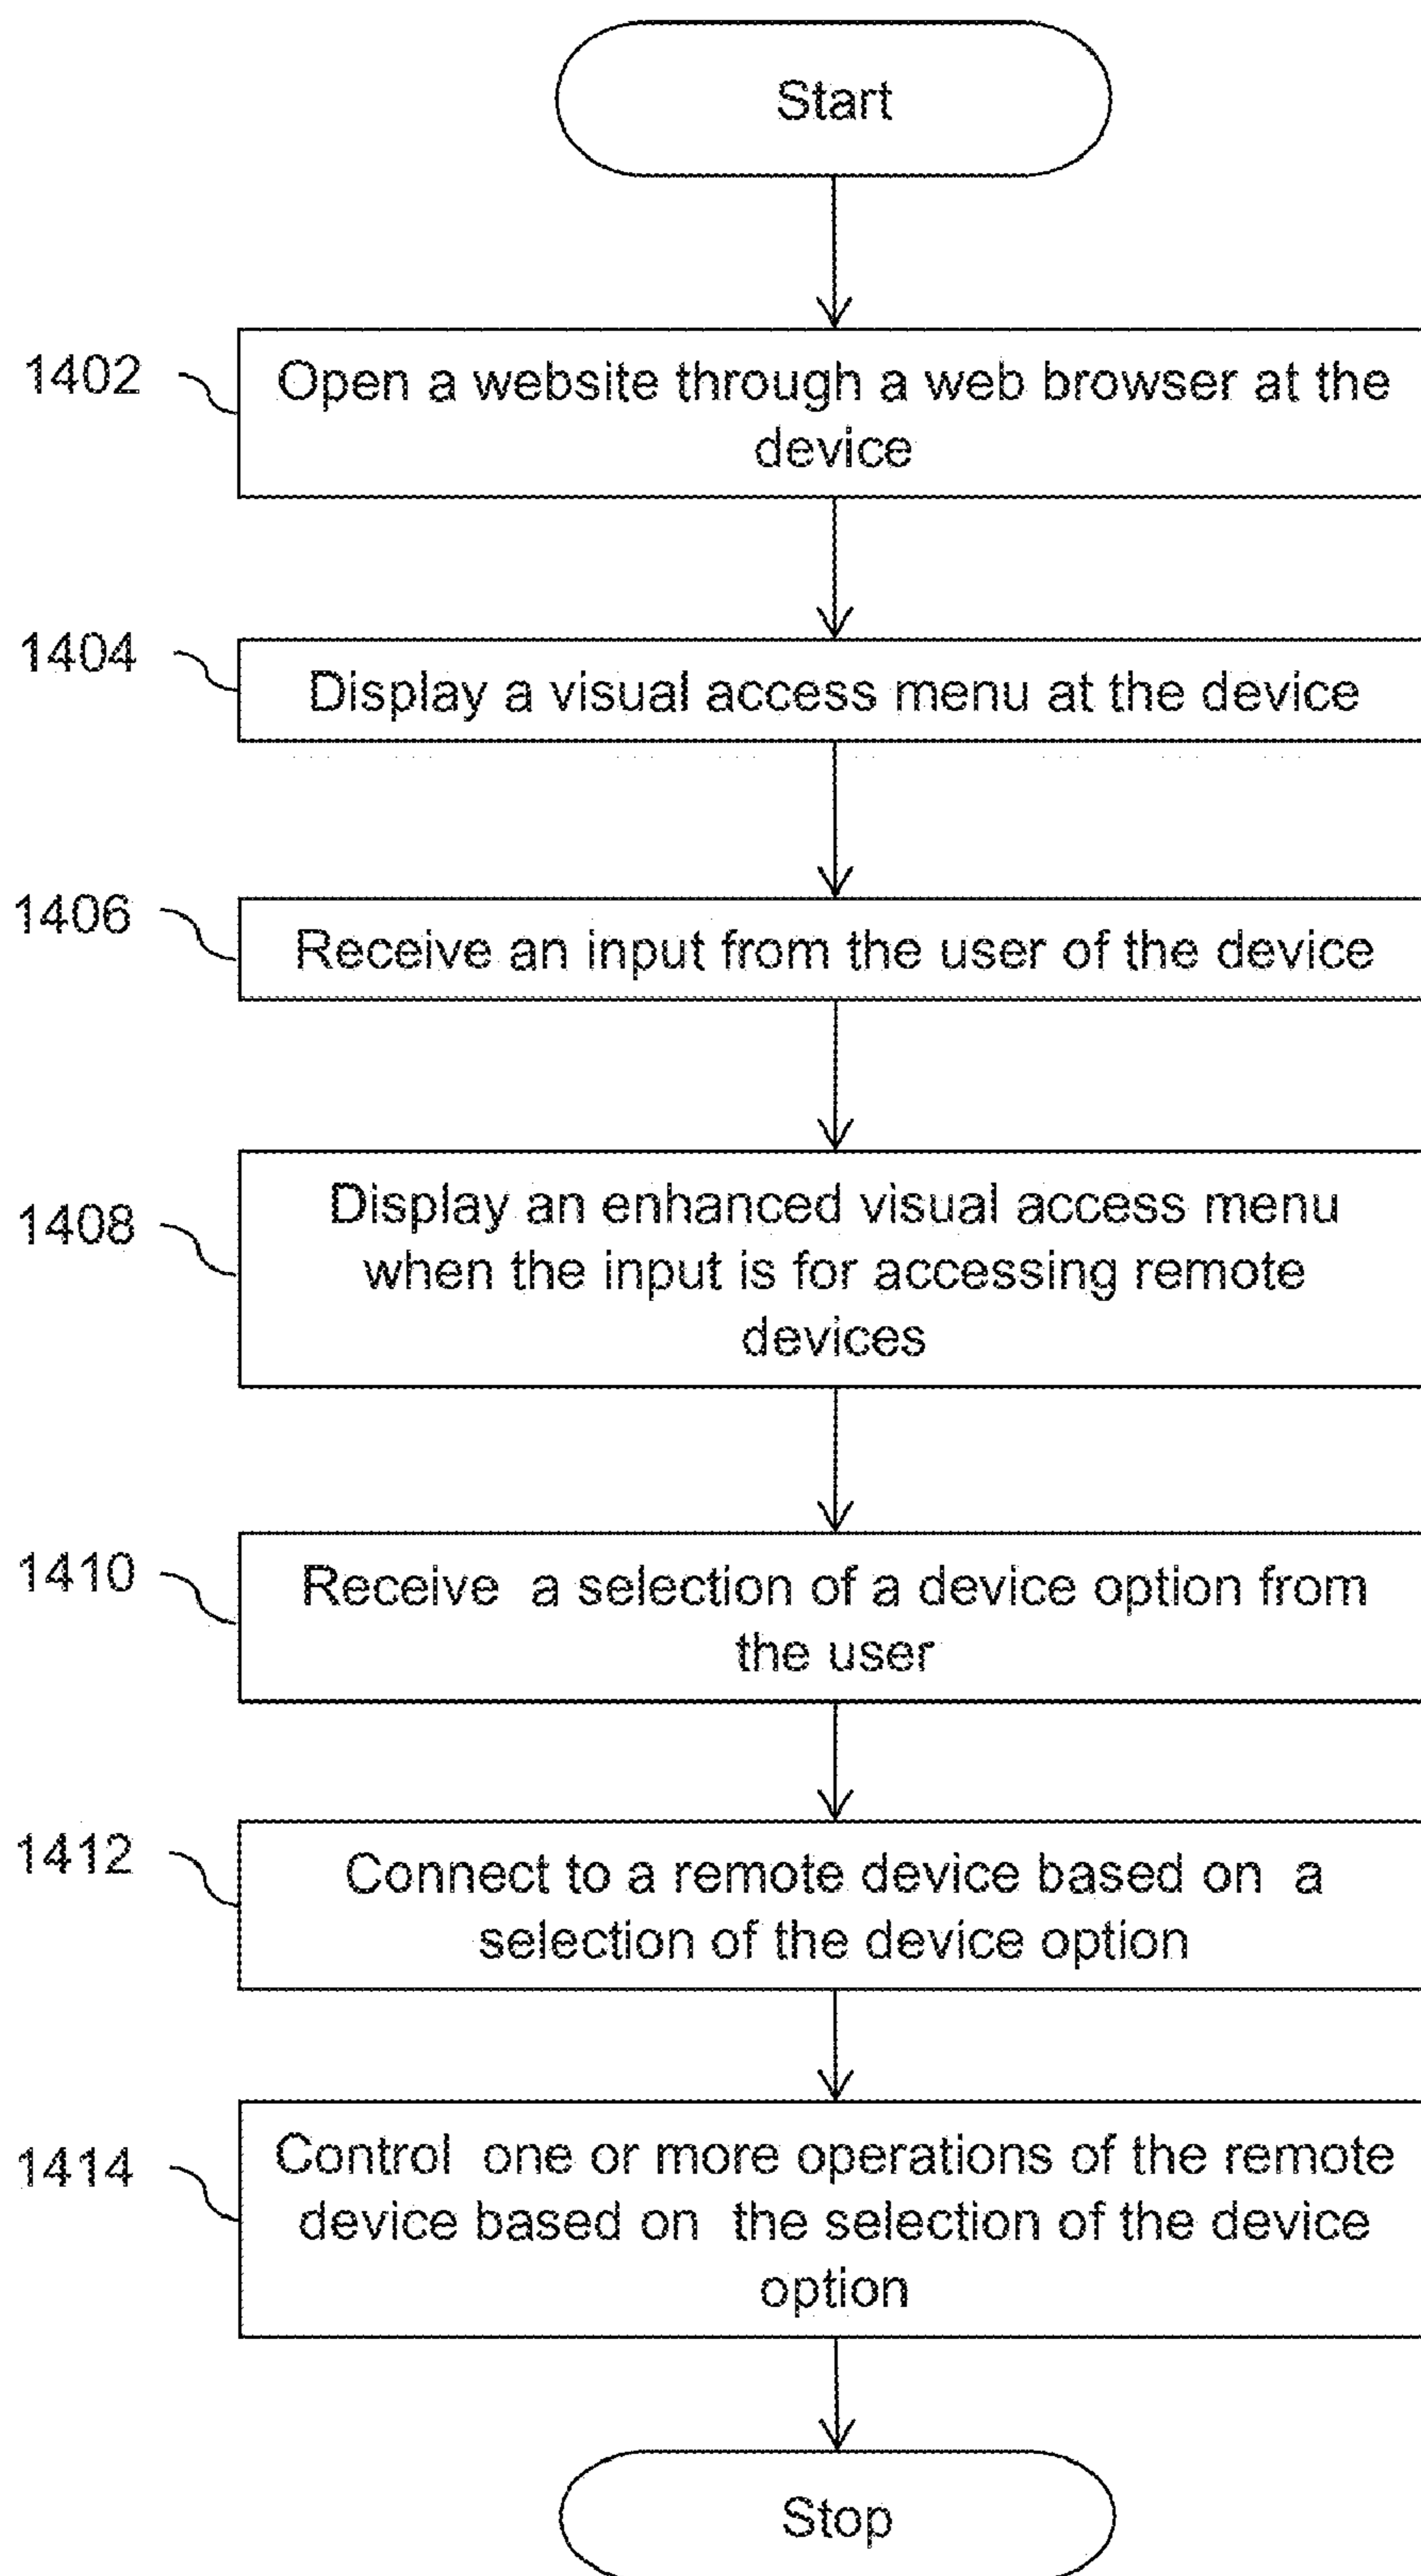 Start
1402
Open a website through a web browser at the
device
1404
Display a visual access menu at the device
1406
Receive an input from the user of the device
1408
Display an enhanced visual access menu
when the input is for accessing remote
devices
1410
Receive a selection of a device option from
the user
1412
Connect to a remote device based on a
selection of the device option
1414
Control one or more operations of the remote
device based on the selection of the device
option
Stop